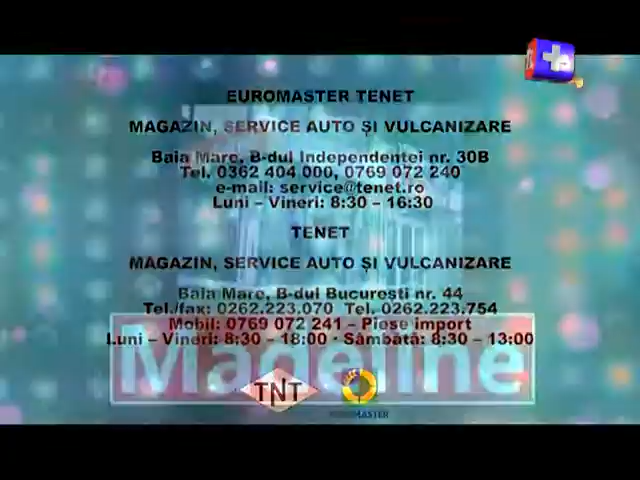 EUROMASTER TENET
MAGAZIN, SERVICE AUTO ȘI VULCANIZARE
Baia Mare, B-dul Independenței nr. 30B
Tel. 0362 404 000, 0769 072 240
e-mail: service@tenet.ro
Luni – Vineri: 8:30 – 16:30
TENET
MAGAZIN, SERVICE AUTO ȘI VULCANIZARE
Baia Mare, B-dul București nr. 44
Tel./fax: 0262.223.070 Tel. 0262.223.754
Mobil: 0769 072 241 – Piese import
Luni – Vineri: 8:30 – 18:00 · Sâmbătă: 8:30 – 13:00
Madeline
TNT
EUROMASTER